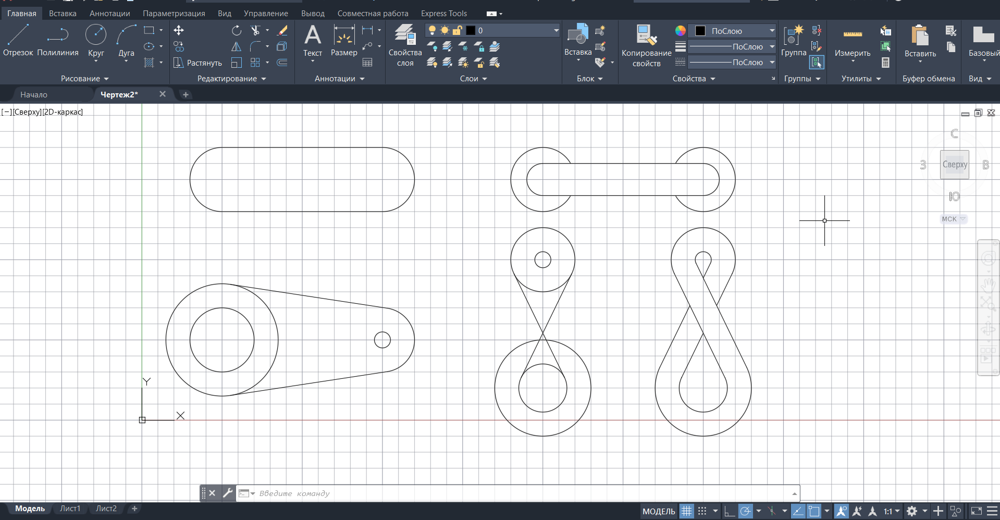 Главная Вставка Аннотации Параметризация Вид Управление Вывод Совместная работа Express Tools
Отрезок Полилиния Круг Дуга
Растянуть
Текст Размер
Свойства слоя
0
Вставка
Копирование свойств
ПоСлою
ПоСлою
ПоСлою
Группа
Измерить
Вставить
Базовый
Рисование Редактирование Аннотации Слои Блок Свойства Группы Утилиты Буфер обмена Вид
Начало Чертеж2*
[−][Сверху][2D-каркас]
С
З Сверху В
Ю
МСК
Y
X
Введите команду
Модель Лист1 Лист2
МОДЕЛЬ 1:1